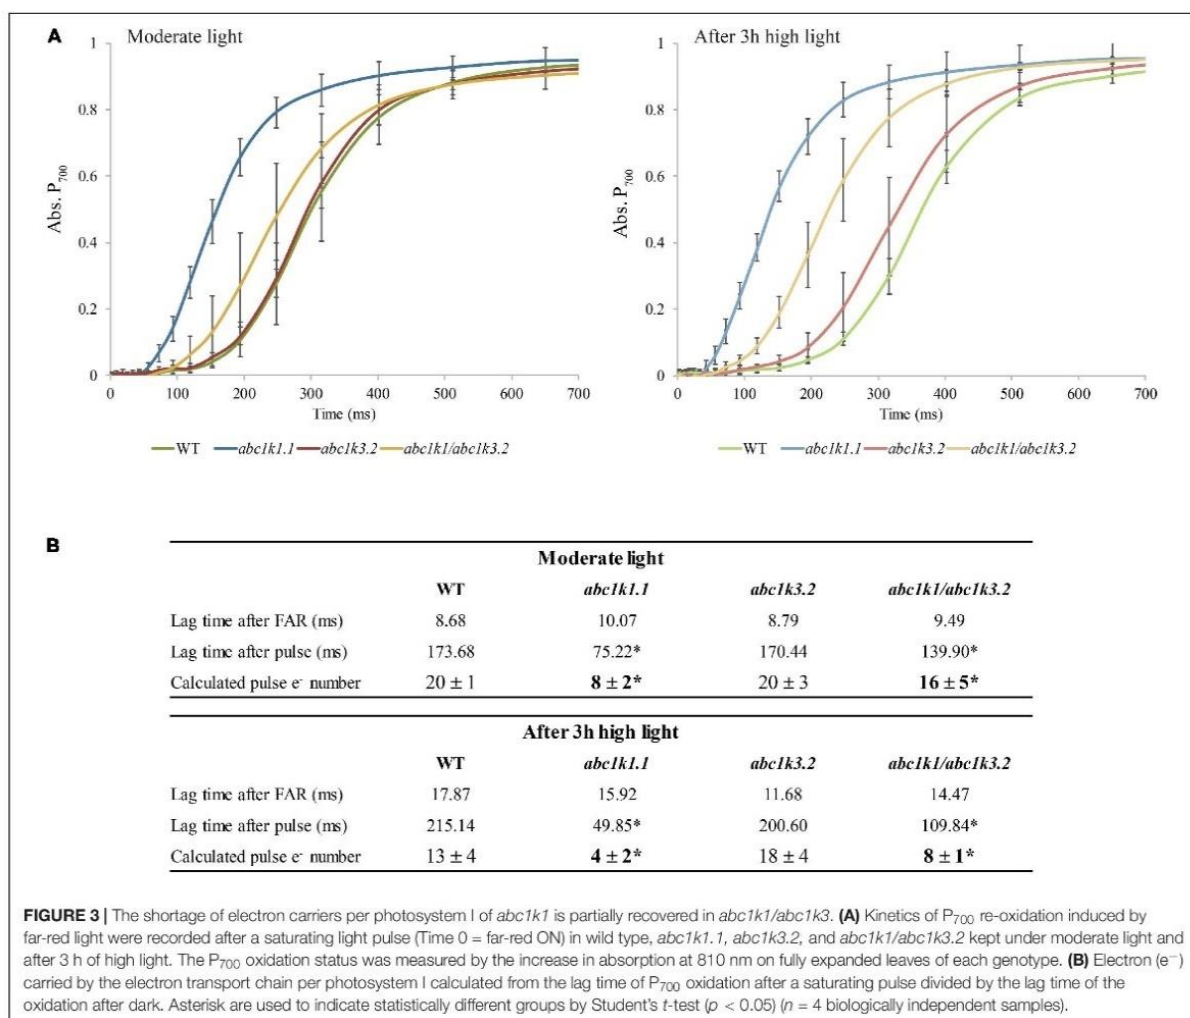 A
Moderate light
After 3h high light
1
0.8
0.6
0.4
0.2
0
Abs. P700
0 100 200 300 400 500 600 700
Time (ms)
1
0.8
0.6
0.4
0.2
0
Abs. P700
0 100 200 300 400 500 600 700
Time (ms)
WT abc1k1.1 abc1k3.2 abc1k1/abc1k3.2
WT abc1k1.1 abc1k3.2 abc1k1/abc1k3.2
B
Moderate light
WT abc1k1.1 abc1k3.2 abc1k1/abc1k3.2
Lag time after FAR (ms) 8.68 10.07 8.79 9.49
Lag time after pulse (ms) 173.68 75.22* 170.44 139.90*
Calculated pulse e- number 20 ± 1 8 ± 2* 20 ± 3 16 ± 5*
After 3h high light
WT abc1k1.1 abc1k3.2 abc1k1/abc1k3.2
Lag time after FAR (ms) 17.87 15.92 11.68 14.47
Lag time after pulse (ms) 215.14 49.85* 200.60 109.84*
Calculated pulse e- number 13 ± 4 4 ± 2* 18 ± 4 8 ± 1*
FIGURE 3 | The shortage of electron carriers per photosystem I of abc1k1 is partially recovered in abc1k1/abc1k3. (A) Kinetics of P700 re-oxidation induced by
far-red light were recorded after a saturating light pulse (Time 0 = far-red ON) in wild type, abc1k1.1, abc1k3.2, and abc1k1/abc1k3.2 kept under moderate light and
after 3 h of high light. The P700 oxidation status was measured by the increase in absorption at 810 nm on fully expanded leaves of each genotype. (B) Electron (e−)
carried by the electron transport chain per photosystem I calculated from the lag time of P700 oxidation after a saturating pulse divided by the lag time of the
oxidation after dark. Asterisk are used to indicate statistically different groups by Student's t-test (p < 0.05) (n = 4 biologically independent samples).